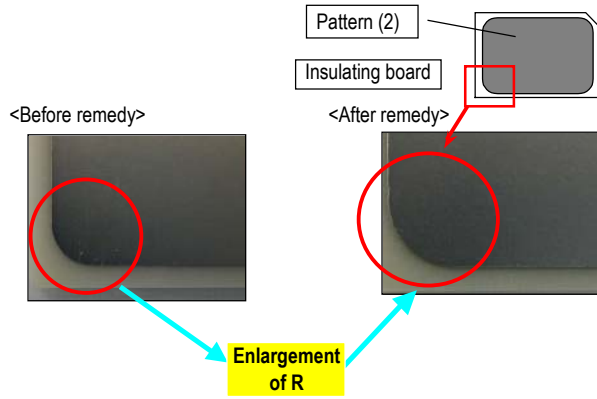 Pattern (2)
Insulating board
<Before remedy>
<After remedy>
Enlargement
of R